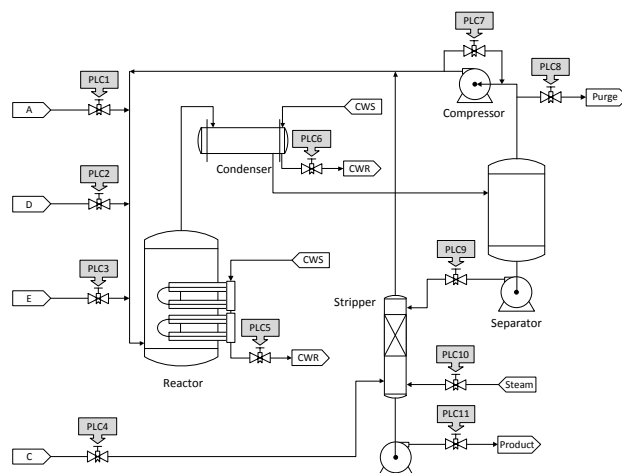 PLC7
PLC1
PLC8
CWS
A
Purge
Compressor
PLC6
Condenser
CWR
PLC2
D
PLC9
CWS
PLC3
Stripper
E
Separator
PLC5
PLC10
CWR
Steam
Reactor
PLC4
PLC11
C
Product